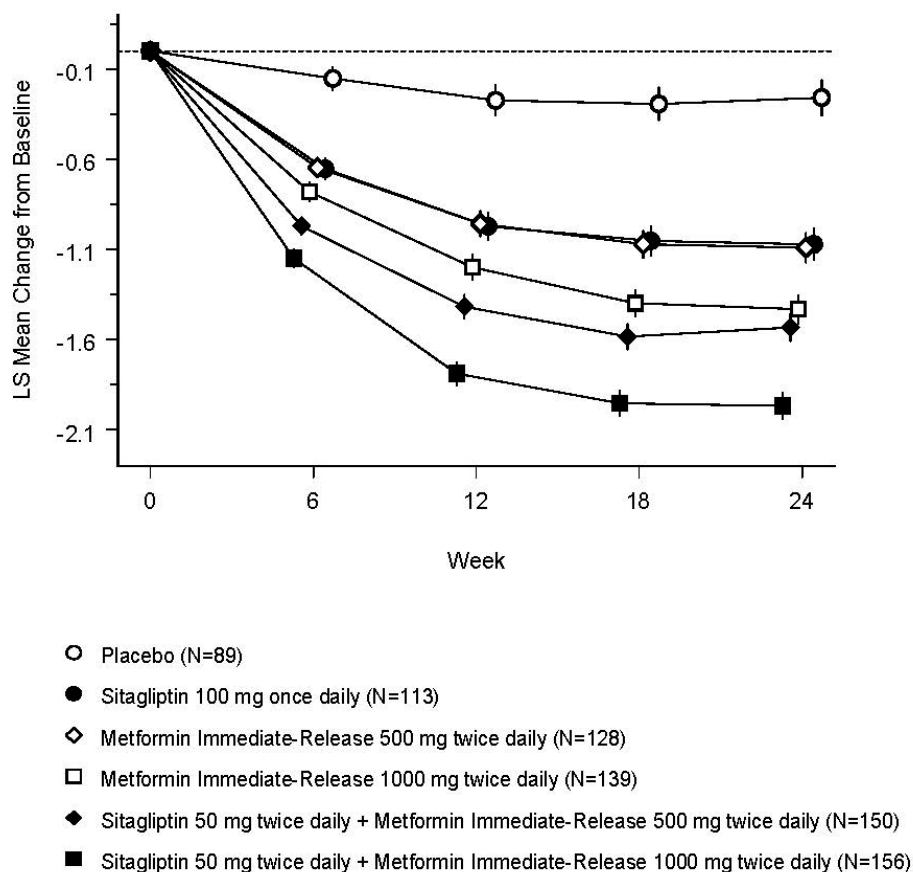 LS Mean Change from Baseline
-0.1
-0.6
-1.1
-1.6
-2.1
0 6 12 18 24
Week
Placebo (N=89)
Sitagliptin 100 mg once daily (N=113)
Metformin Immediate-Release 500 mg twice daily (N=128)
Metformin Immediate-Release 1000 mg twice daily (N=139)
Sitagliptin 50 mg twice daily + Metformin Immediate-Release 500 mg twice daily (N=150)
Sitagliptin 50 mg twice daily + Metformin Immediate-Release 1000 mg twice daily (N=156)